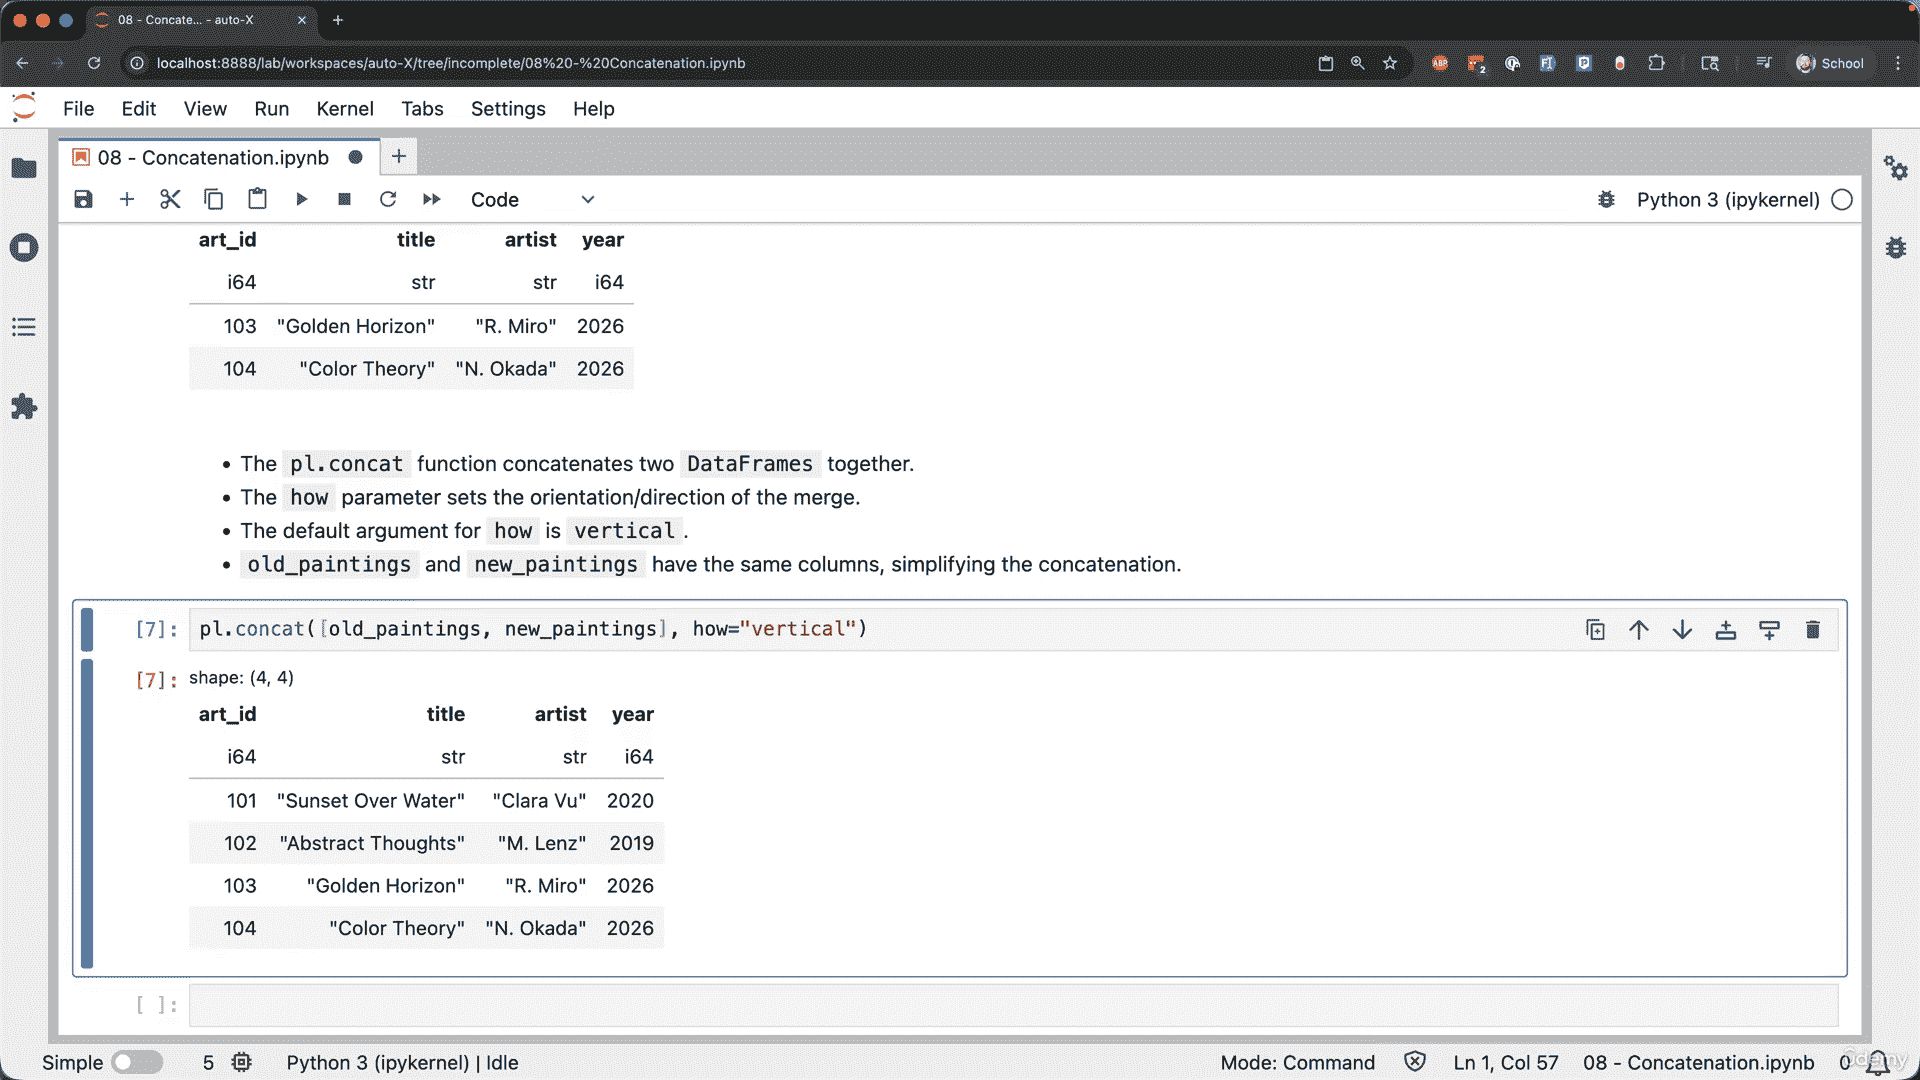 08 - Concate... - auto-X
localhost:8888/lab/workspaces/auto-X/tree/incomplete/08%20-%20Concatenation.ipynb
ABP
2
School
File Edit View Run Kernel Tabs Settings Help
08 - Concatenation.ipynb
Code
Python 3 (ipykernel)
art_id title artist year
i64 str str i64
103 "Golden Horizon" "R. Miro" 2026
104 "Color Theory" "N. Okada" 2026
• The pl.concat function concatenates two DataFrames together.
• The how parameter sets the orientation/direction of the merge.
• The default argument for how is vertical .
• old_paintings and new_paintings have the same columns, simplifying the concatenation.
[7]: pl.concat([old_paintings, new_paintings], how="vertical")
[7]: shape: (4, 4)
art_id title artist year
i64 str str i64
101 "Sunset Over Water" "Clara Vu" 2020
102 "Abstract Thoughts" "M. Lenz" 2019
103 "Golden Horizon" "R. Miro" 2026
104 "Color Theory" "N. Okada" 2026
[ ]:
Simple 5 Python 3 (ipykernel) | Idle Mode: Command Ln 1, Col 57 08 - Concatenation.ipynb 0
Udemy